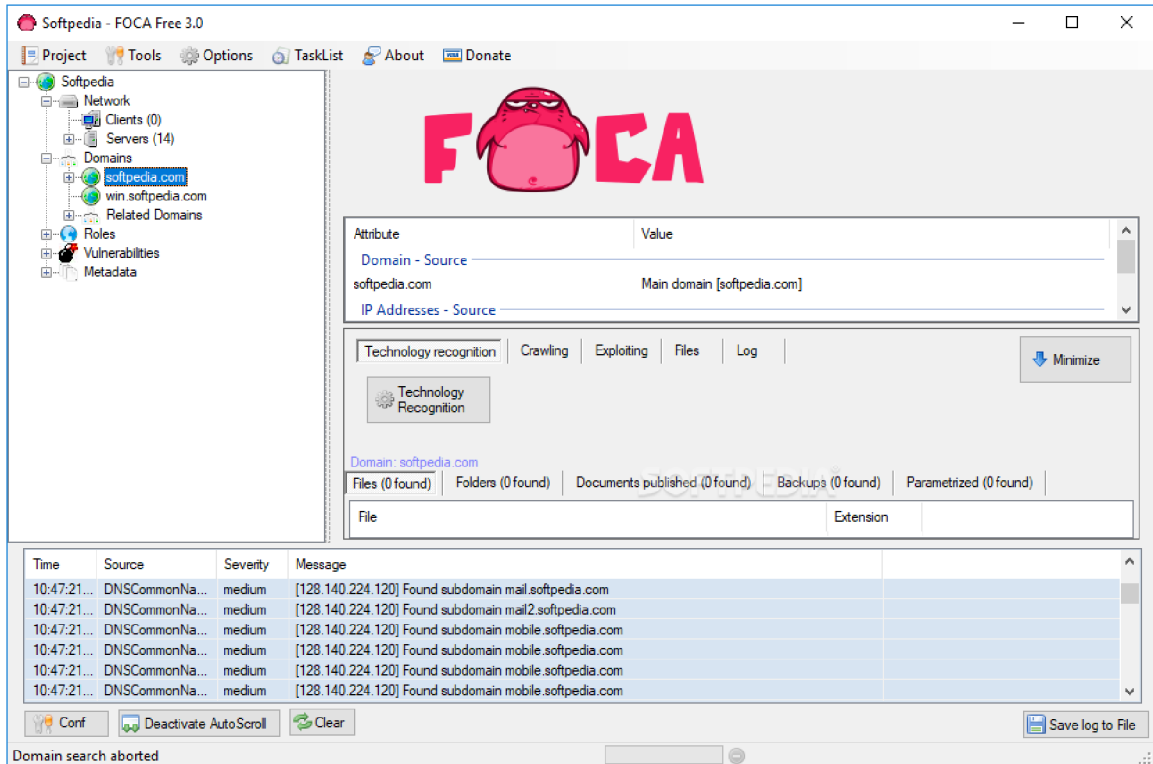 Softpedia - FOCA Free 3.0
Project Tools Options TaskList About Donate
Softpedia
Network
Clients (0)
Servers (14)
Domains
softpedia.com
win.softpedia.com
Related Domains
Roles
Vulnerabilities
Metadata
FOCA
Attribute Value
Domain - Source
softpedia.com Main domain [softpedia.com]
IP Addresses - Source
Technology recognition Crawling Exploiting Files Log
Minimize
Technology
Recognition
Domain: softpedia.com
SOFTPEDIA
Files (0 found) Folders (0 found) Documents published (0 found) Backups (0 found) Parametrized (0 found)
File Extension
Time Source Severity Message
10:47:21... DNSCommonNa... medium [128.140.224.120] Found subdomain mail.softpedia.com
10:47:21... DNSCommonNa... medium [128.140.224.120] Found subdomain mail2.softpedia.com
10:47:21... DNSCommonNa... medium [128.140.224.120] Found subdomain mobile.softpedia.com
10:47:21... DNSCommonNa... medium [128.140.224.120] Found subdomain mobile.softpedia.com
10:47:21... DNSCommonNa... medium [128.140.224.120] Found subdomain mobile.softpedia.com
10:47:21... DNSCommonNa... medium [128.140.224.120] Found subdomain mobile.softpedia.com
Conf Deactivate AutoScroll Clear Save log to File
Domain search aborted